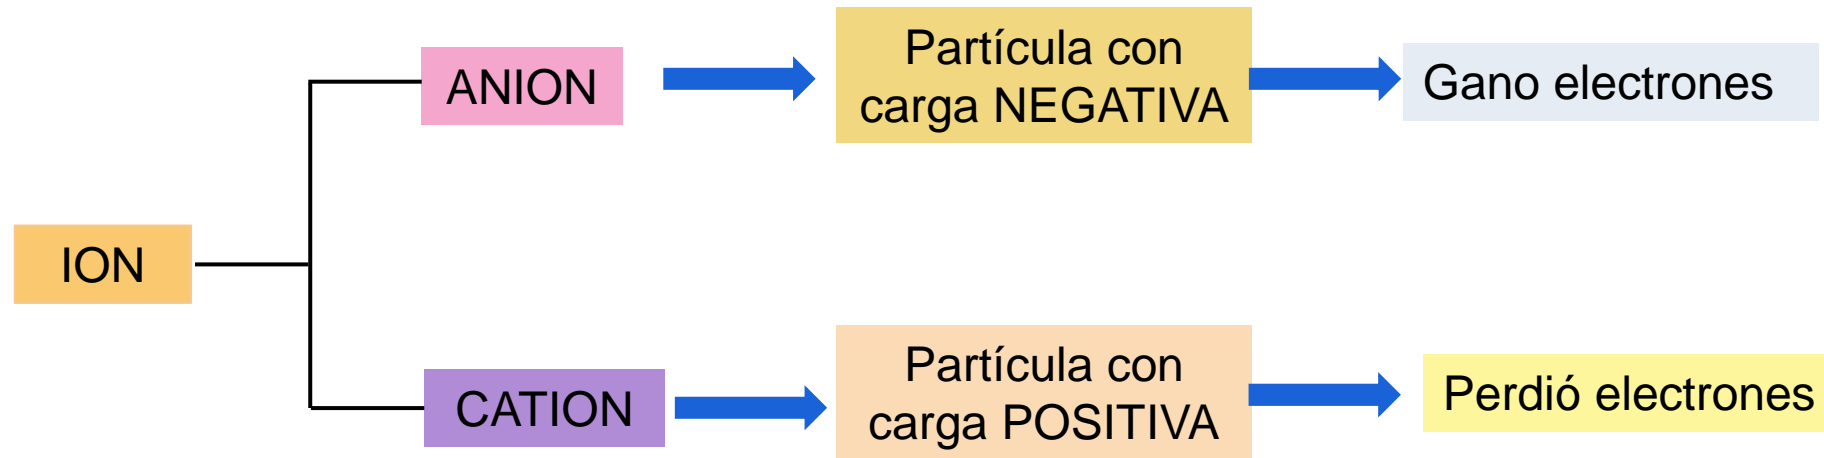 ION
ANION
Partícula con
carga NEGATIVA
Gano electrones
CATION
Partícula con
carga POSITIVA
Perdió electrones